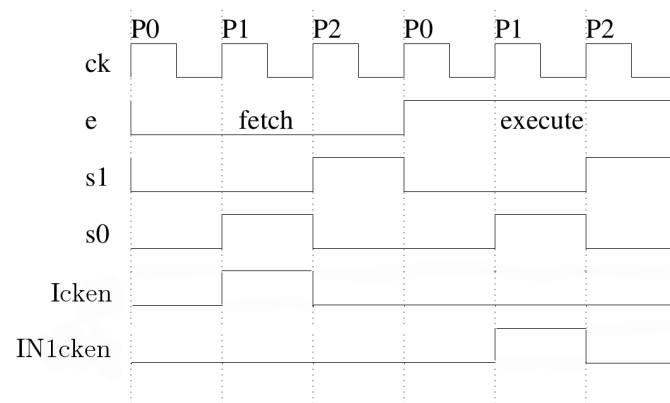 P0 P1 P2 P0 P1 P2
ck
e fetch execute
s1
s0
Icken
IN1cken